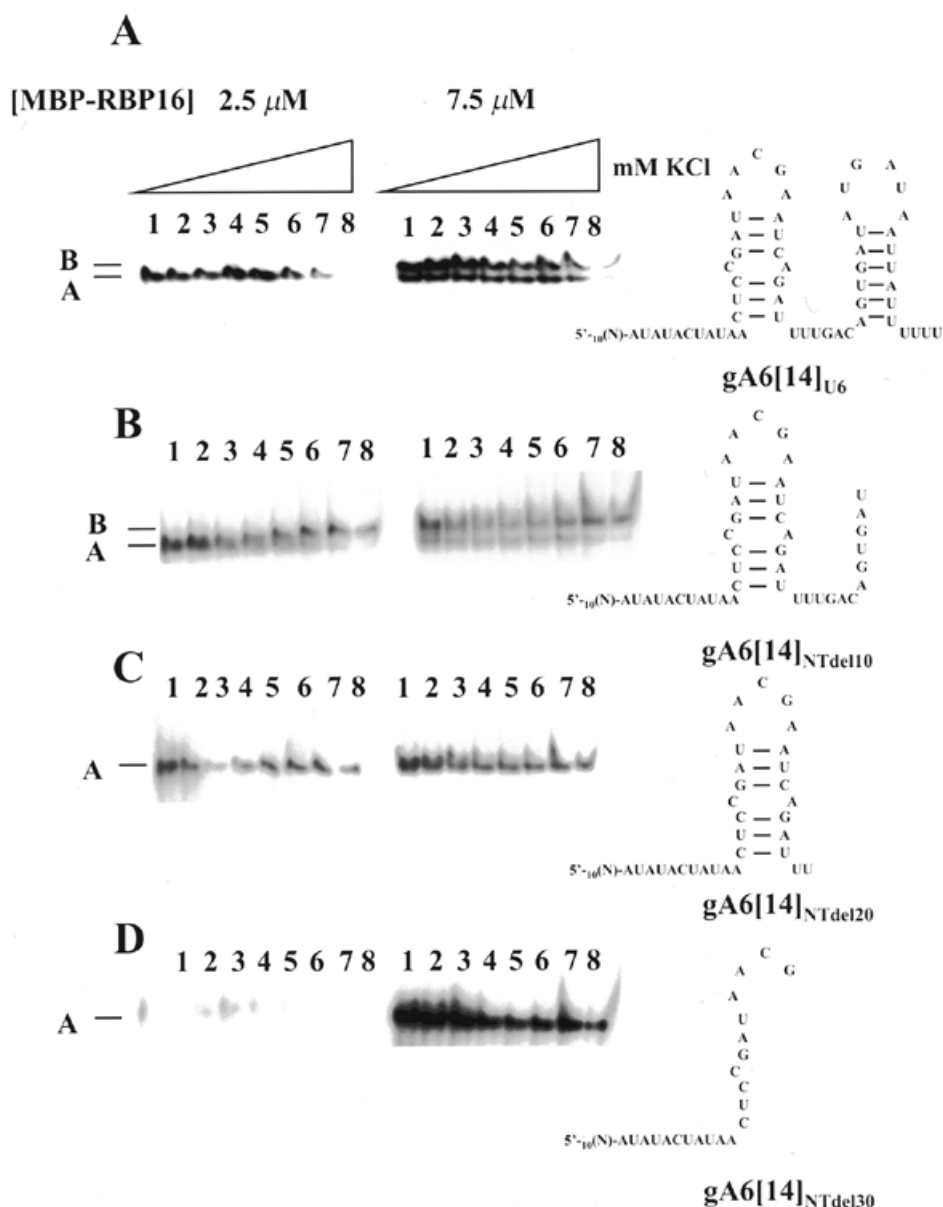 A
[MBP-RBP16] 2.5 μM 7.5 μM
mM KCl
1 2 3 4 5 6 7 8 1 2 3 4 5 6 7 8
B
A
C
A G G A
A A U U
U A A A
A U U A
G C A U
C A G U
C G U A
U A G U
C U A U
5'-10(N)-AUAUACUAUAA UUUGAC UUUU
gA6[14]U6
B
1 2 3 4 5 6 7 8 1 2 3 4 5 6 7 8
B
A
C
A G
A A
U A U
A U A
G C G
C A U
C G G
U A A
C U
5'-10(N)-AUAUACUAUAA UUUGAC
gA6[14]NTdel10
C
1 2 3 4 5 6 7 8 1 2 3 4 5 6 7 8
A
C
A G
A A
U A
A U
G C
C A
C G
U A
C U
5'-10(N)-AUAUACUAUAA UU
gA6[14]NTdel20
D
1 2 3 4 5 6 7 8 1 2 3 4 5 6 7 8
A
C
A G
A
U
A
G
C
C
U
C
5'-10(N)-AUAUACUAUAA
gA6[14]NTdel30